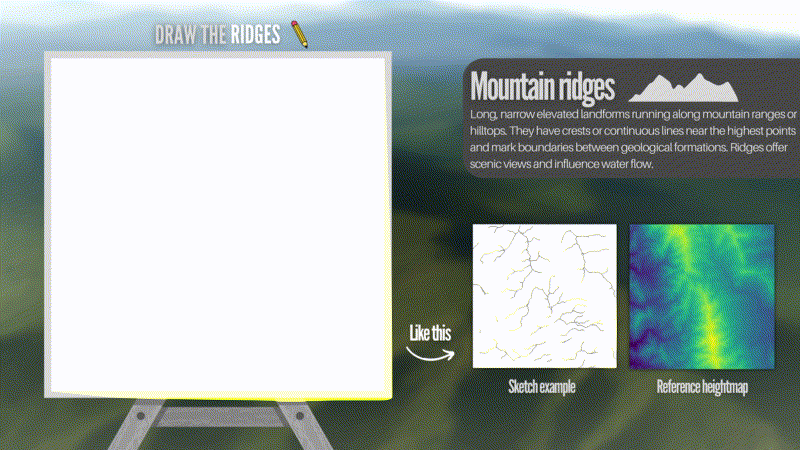 DRAW THE RIDGES
Mountain ridges
Long, narrow elevated landforms running along mountain ranges or
hilltops. They have crests or continuous lines near the highest points
and mark boundaries between geological formations. Ridges offer
scenic views and influence water flow.
Like this
Sketch example
Reference heightmap